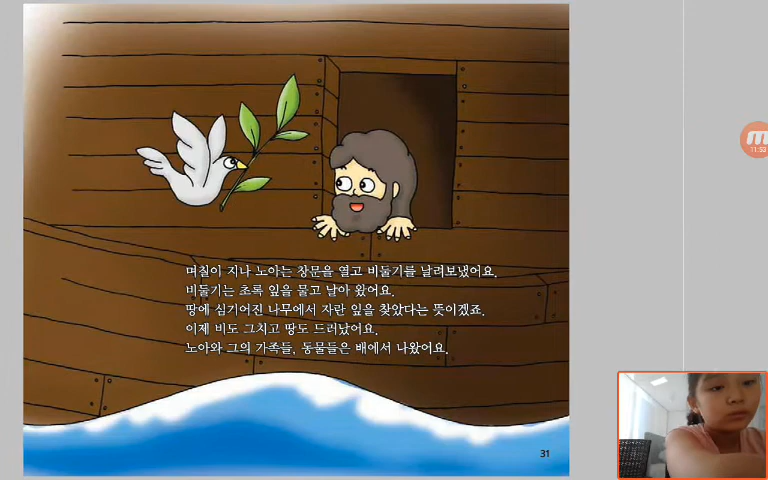 며칠이 지나 노아는 창문을 열고 비둘기를 날려보냈어요.
비둘기는 초록 잎을 물고 날아 왔어요.
땅에 심기어진 나무에서 자란 잎을 찾았다는 뜻이겠죠.
이제 비도 그치고 땅도 드러났어요.
노아와 그의 가족들, 동물들은 배에서 나왔어요.
31
m
11:53